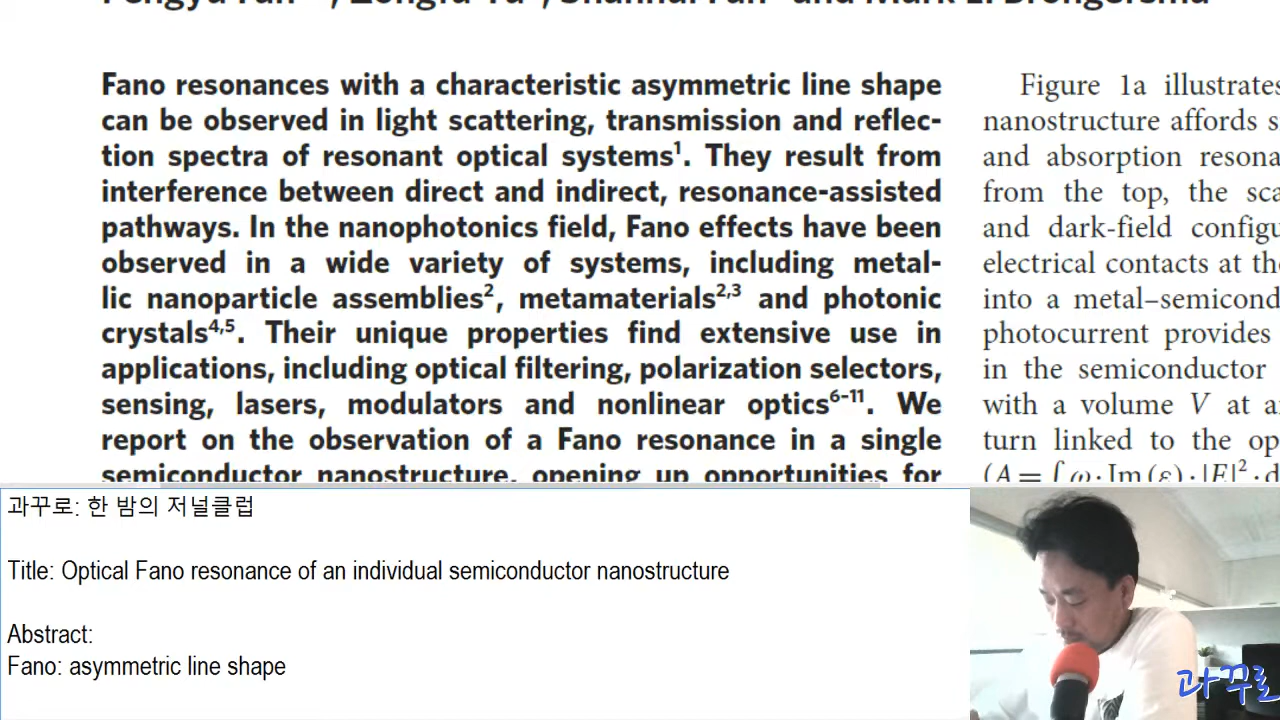 Fano resonances with a characteristic asymmetric line shape
can be observed in light scattering, transmission and reflec-
tion spectra of resonant optical systems1. They result from
interference between direct and indirect, resonance-assisted
pathways. In the nanophotonics field, Fano effects have been
observed in a wide variety of systems, including metal-
lic nanoparticle assemblies2, metamaterials2,3 and photonic
crystals4,5. Their unique properties find extensive use in
applications, including optical filtering, polarization selectors,
sensing, lasers, modulators and nonlinear optics6–11. We
report on the observation of a Fano resonance in a single
semiconductor nanostructure, opening up opportunities for
Figure 1a illustrates
nanostructure affords s
and absorption resona
from the top, the sca
and dark-field configu
electrical contacts at the
into a metal–semicond
photocurrent provides
in the semiconductor
with a volume V at a
turn linked to the op
(A = ∫ ω · Im(ε) · |E|2 · d
과꾸로: 한 밤의 저널클럽
Title: Optical Fano resonance of an individual semiconductor nanostructure
Abstract:
Fano: asymmetric line shape
과꾸로